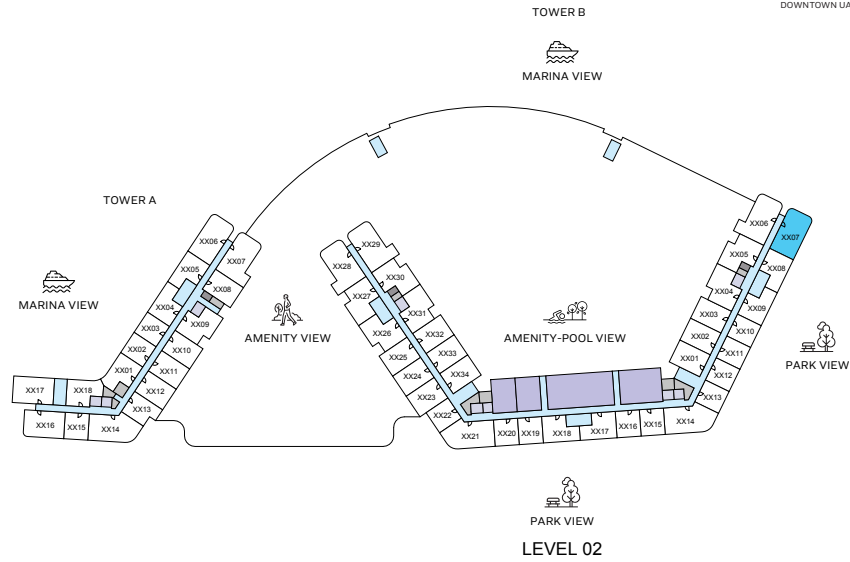 DOWNTOWN UA
TOWER B
MARINA VIEW
TOWER A
MARINA VIEW
AMENITY VIEW
AMENITY-POOL VIEW
PARK VIEW
XX06
XX07
XX05
XX08
XX04
XX09
XX03
XX10
XX02
XX11
XX01
XX12
XX17
XX18
XX13
XX16
XX15
XX14
XX29
XX28
XX30
XX27
XX31
XX26
XX32
XX25
XX33
XX24
XX34
XX23
XX22
XX21
XX20
XX19
XX18
XX17
XX16
XX15
XX14
XX06
XX07
XX05
XX08
XX04
XX09
XX03
XX10
XX02
XX11
XX01
XX12
XX13
PARK VIEW
LEVEL 02